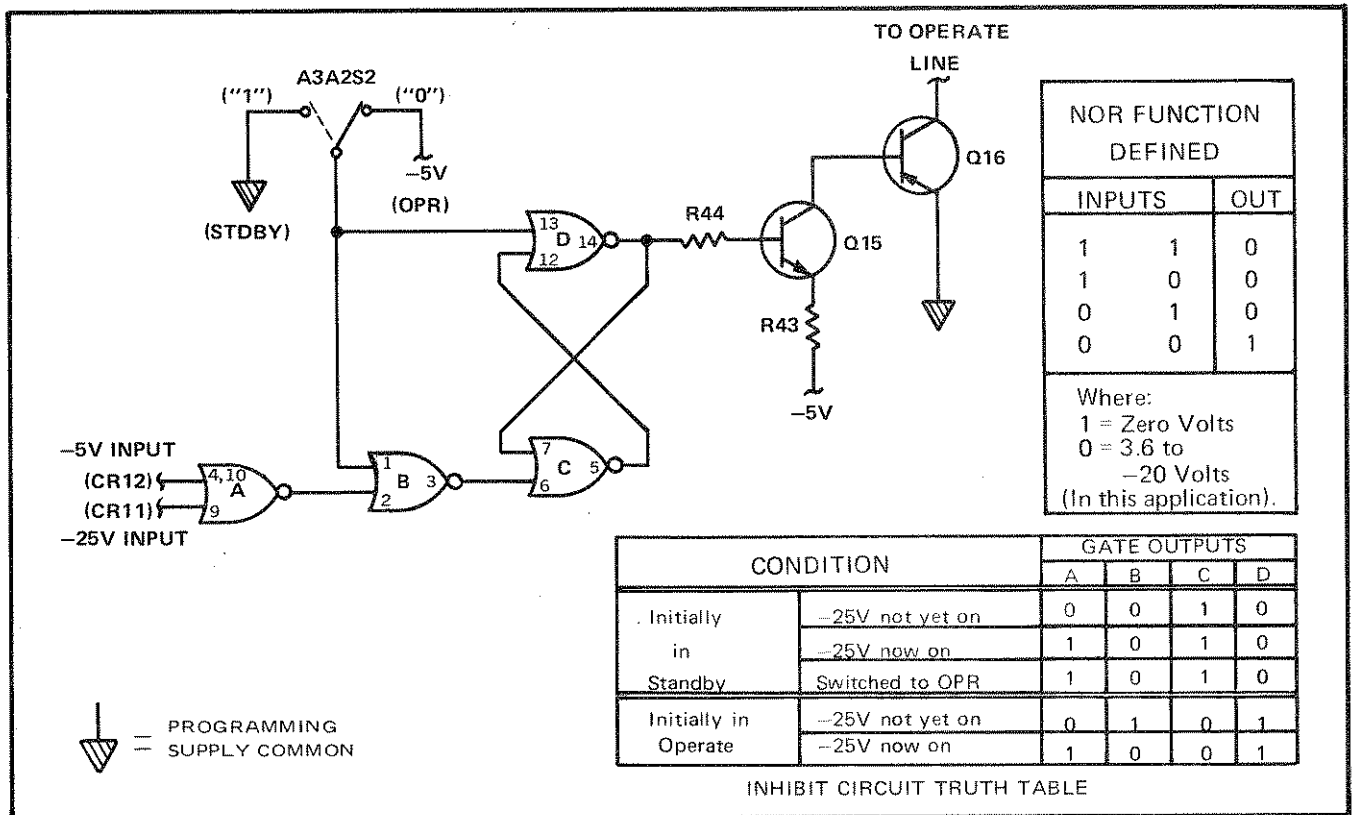 TO OPERATE
LINE
A3A2S2
("1") ("0")
−5V
(OPR)
(STDBY)
Q16
Q15
R44
R43
−5V
13
D 14
12
7
C 5
6
1
B 3
2
−5V INPUT
(CR12) 4,10
A
(CR11) 9
−25V INPUT
NOR FUNCTION
DEFINED
INPUTS OUT
1 1 0
1 0 0
0 1 0
0 0 1
Where:
1 = Zero Volts
0 = 3.6 to
−20 Volts
(In this application).
CONDITION GATE OUTPUTS
A B C D
Initially −25V not yet on 0 0 1 0
in −25V now on 1 0 1 0
Standby Switched to OPR 1 0 1 0
Initially in −25V not yet on 0 1 0 1
Operate −25V now on 1 0 0 1
INHIBIT CIRCUIT TRUTH TABLE
= PROGRAMMING
SUPPLY COMMON